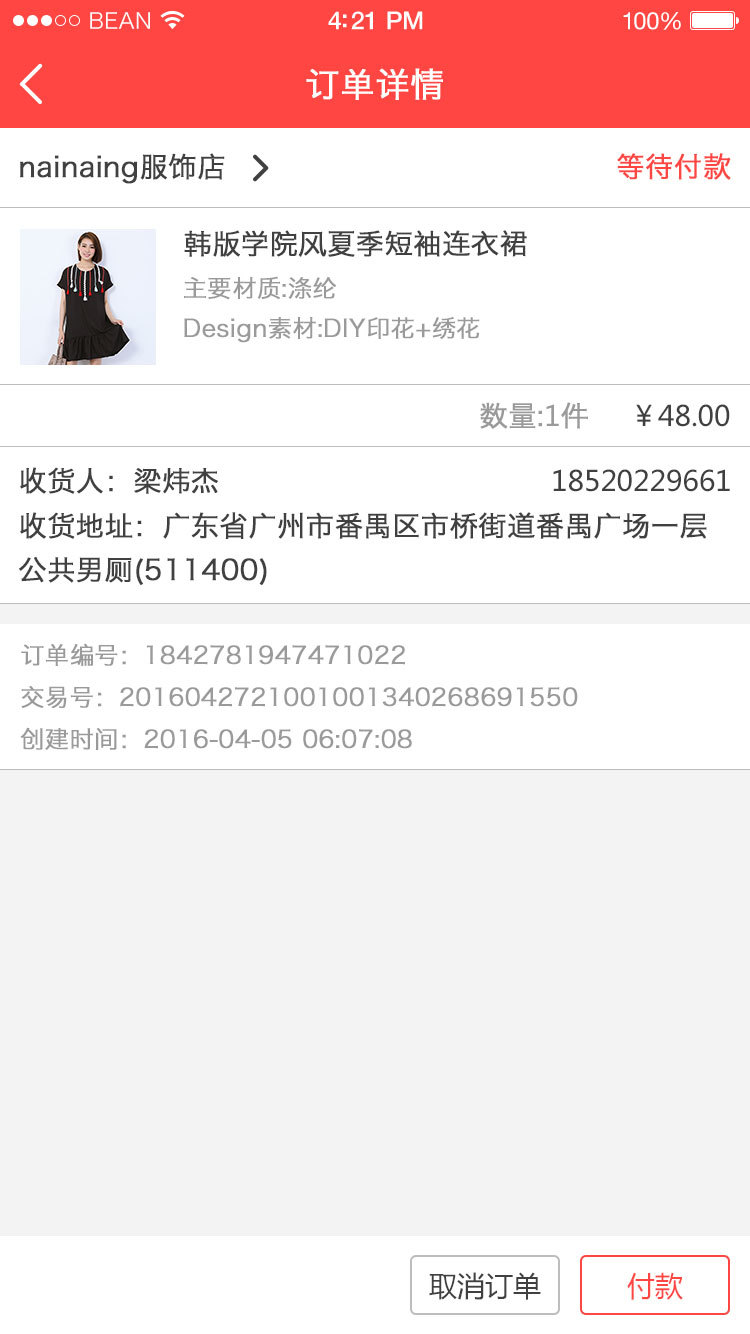 BEAN 4:21 PM 100%
订单详情
nainaing服饰店 等待付款
韩版学院风夏季短袖连衣裙
主要材质:涤纶
Design素材:DIY印花+绣花
数量:1件 ¥48.00
收货人：梁炜杰 18520229661
收货地址：广东省广州市番禺区市桥街道番禺广场一层
公共男厕(511400)
订单编号：1842781947471022
交易号：2016042721001001340268691550
创建时间：2016-04-05 06:07:08
取消订单 付款